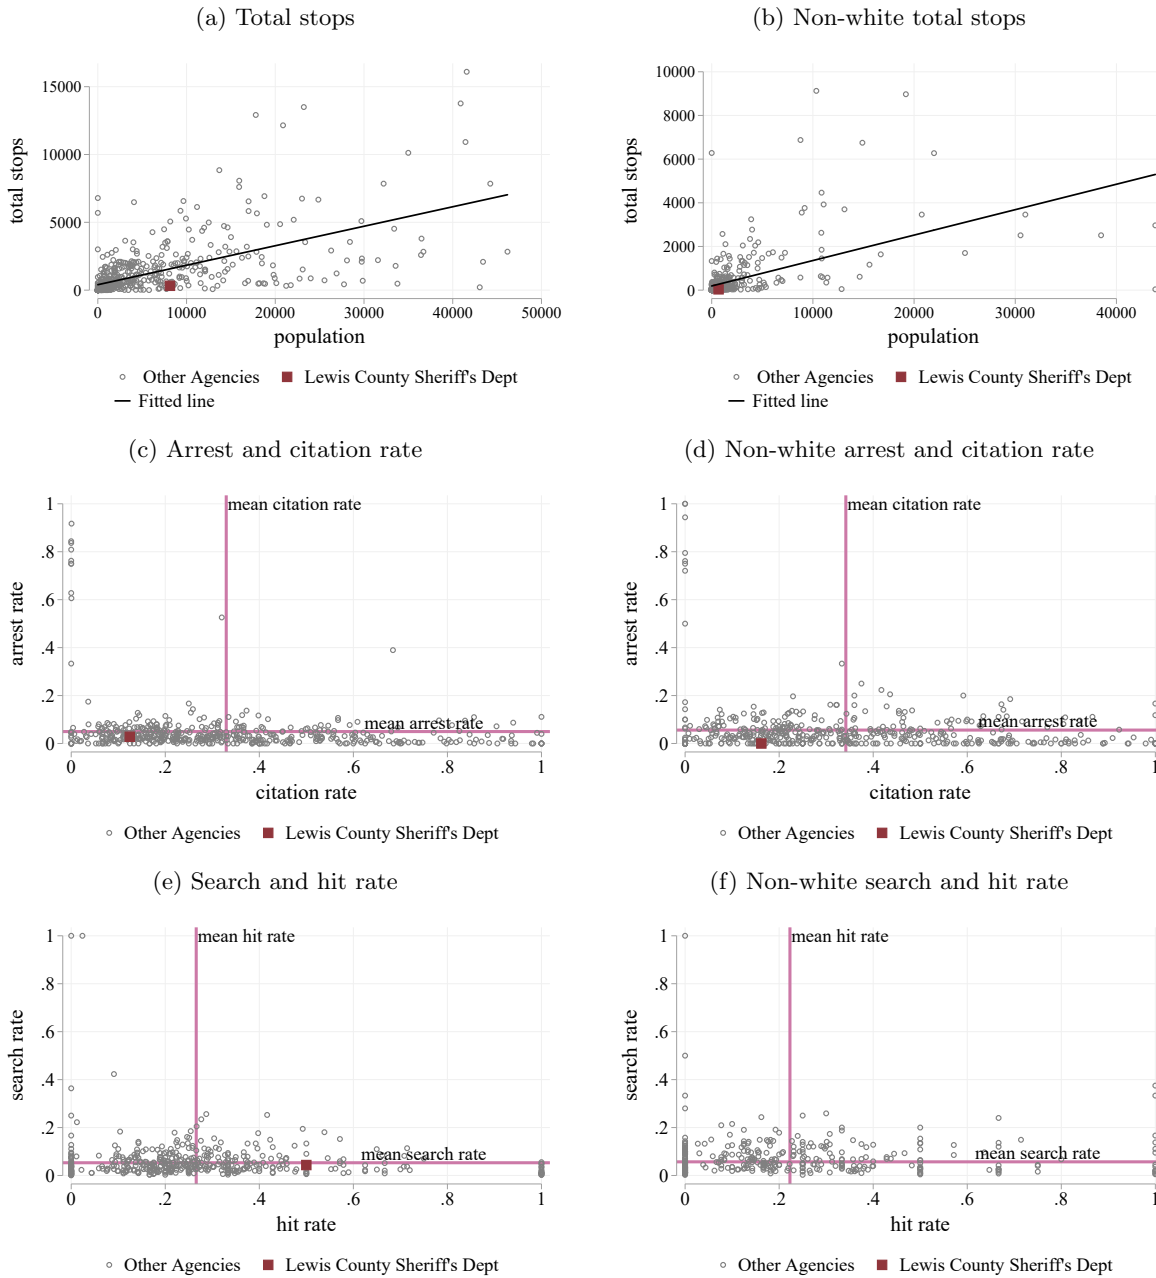 (a) Total stops
(b) Non-white total stops
15000
10000
5000
0
total stops
0 10000 20000 30000 40000 50000
population
Other Agencies Lewis County Sheriff's Dept
Fitted line
10000
8000
6000
4000
2000
0
total stops
0 10000 20000 30000 40000
population
Other Agencies Lewis County Sheriff's Dept
Fitted line
(c) Arrest and citation rate
(d) Non-white arrest and citation rate
1
.8
.6
.4
.2
0
arrest rate
mean citation rate
mean arrest rate
0 .2 .4 .6 .8 1
citation rate
Other Agencies Lewis County Sheriff's Dept
1
.8
.6
.4
.2
0
arrest rate
mean citation rate
mean arrest rate
0 .2 .4 .6 .8 1
citation rate
Other Agencies Lewis County Sheriff's Dept
(e) Search and hit rate
(f) Non-white search and hit rate
1
.8
.6
.4
.2
0
search rate
mean hit rate
mean search rate
0 .2 .4 .6 .8 1
hit rate
Other Agencies Lewis County Sheriff's Dept
1
.8
.6
.4
.2
0
search rate
mean hit rate
mean search rate
0 .2 .4 .6 .8 1
hit rate
Other Agencies Lewis County Sheriff's Dept